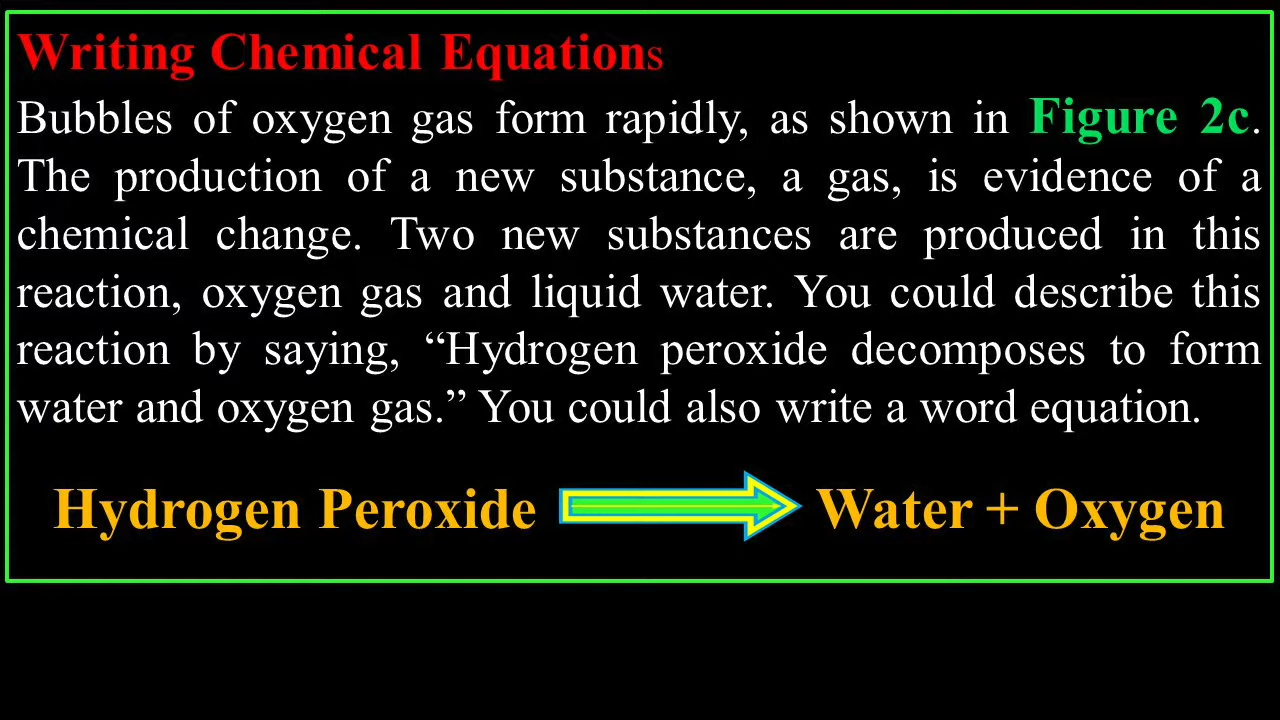 Writing Chemical Equations
Bubbles of oxygen gas form rapidly, as shown in Figure 2c.
The production of a new substance, a gas, is evidence of a
chemical change. Two new substances are produced in this
reaction, oxygen gas and liquid water. You could describe this
reaction by saying, “Hydrogen peroxide decomposes to form
water and oxygen gas.” You could also write a word equation.
Hydrogen Peroxide Water + Oxygen